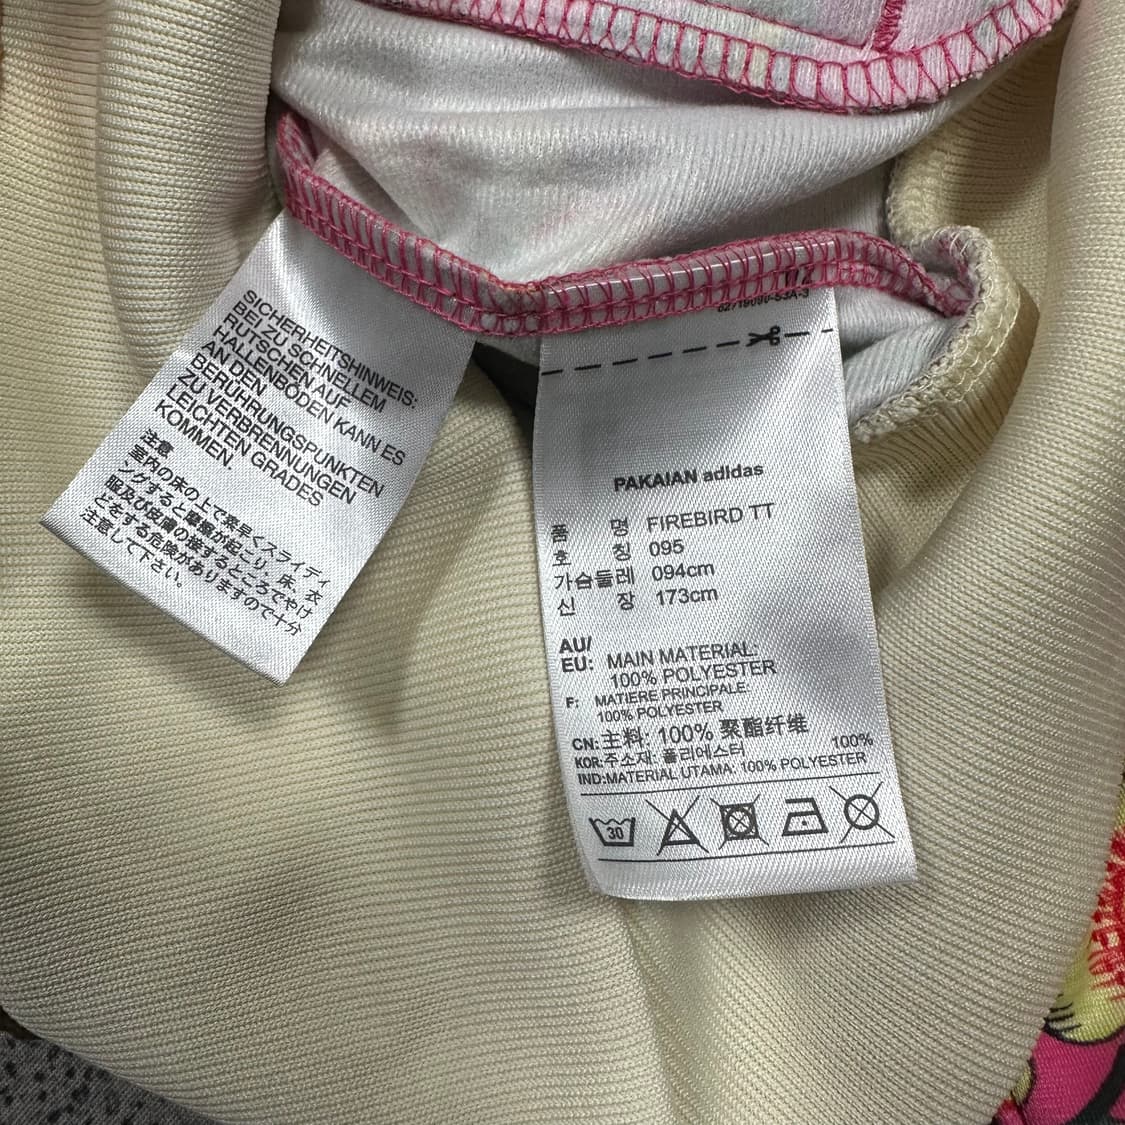 SICHERHEITSHINWEIS:
BEI ZU SCHNELLEM
RUTSCHEN AUF
HALLENBÖDEN KANN ES
AN DEN
BERÜHRUNGSPUNKTEN
ZU VERBRENNUNGEN
LEICHTEN GRADES
KOMMEN.
注意
室内の床の上で素早くスライディ
ングすると摩擦が起こり、床、衣
服及び皮膚の接するところでやけ
どをする危険がありますので十分
注意して下さい。
PAKAIAN adidas
품 명 FIREBIRD TT
호 칭 095
가슴둘레 094cm
신 장 173cm
AU/
EU: MAIN MATERIAL:
100% POLYESTER
F: MATIERE PRINCIPALE:
100% POLYESTER
CN:主料: 100% 聚酯纤维
KOR:주소재: 폴리에스터 100%
IND:MATERIAL UTAMA: 100% POLYESTER
30